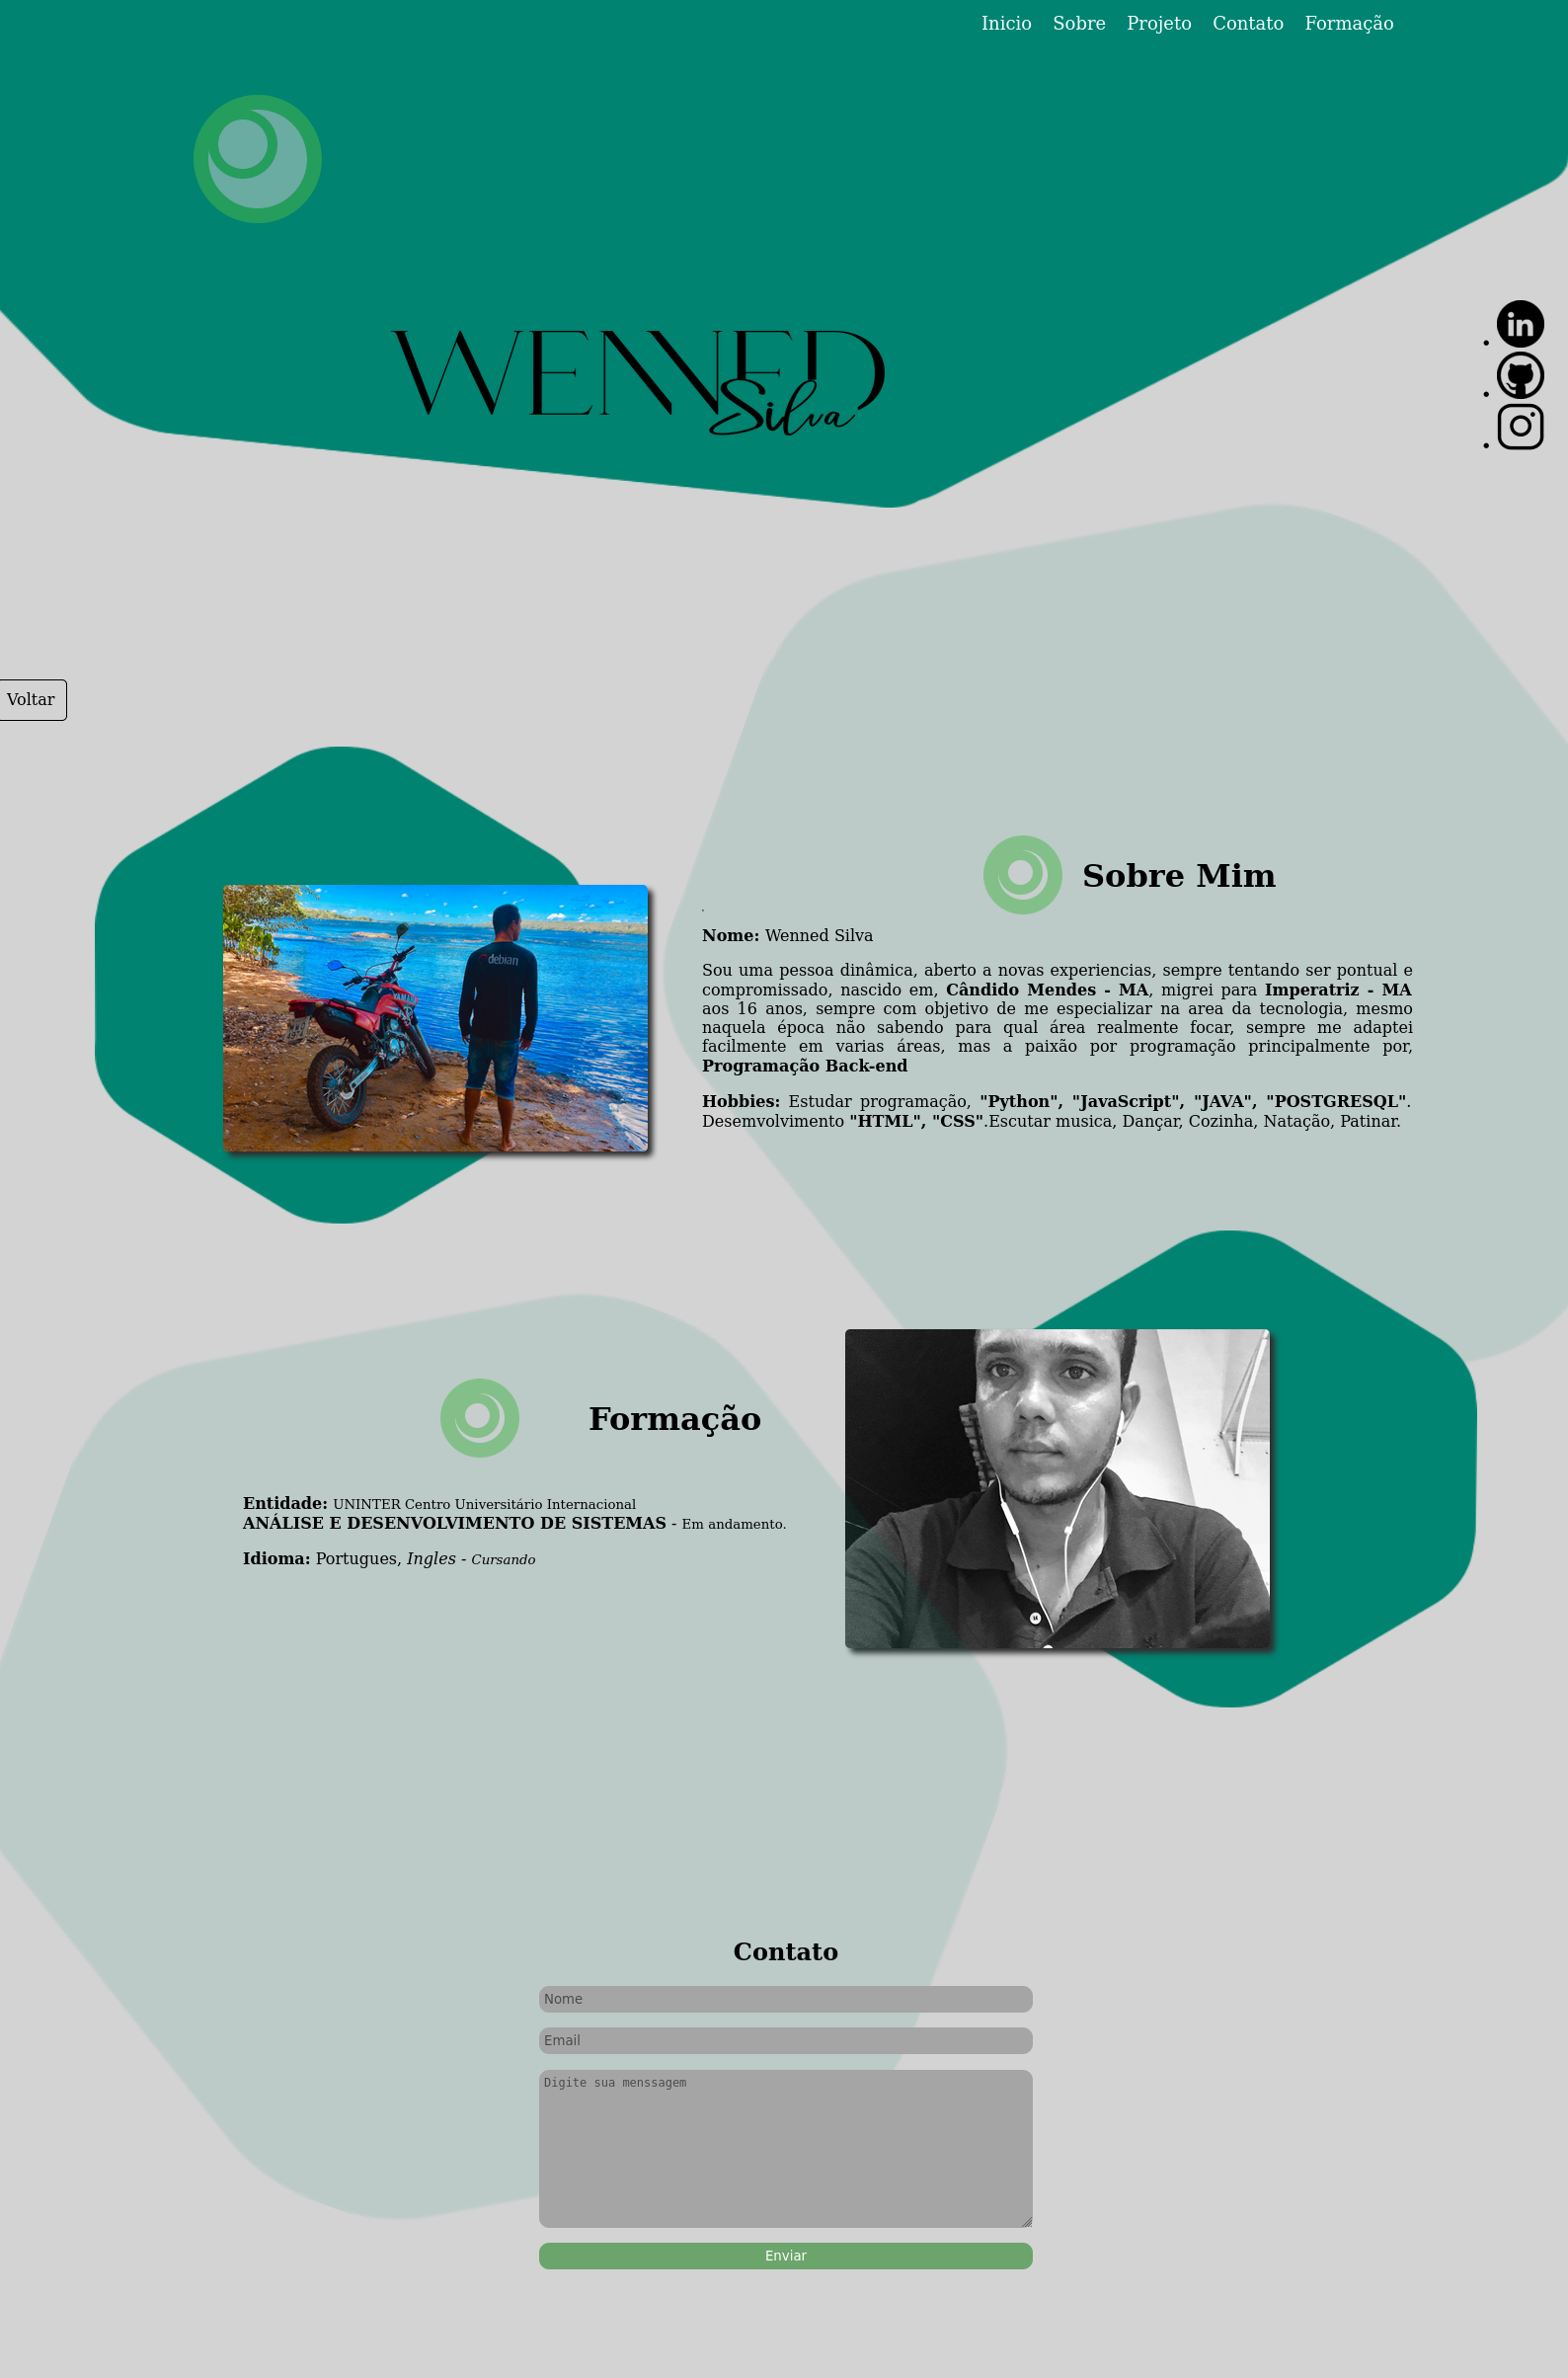 Inicio Sobre Projeto Contato Formação
WENNED
Silva
in
Voltar
Sobre Mim
debian
YAMAHA
Nome: Wenned Silva
Sou uma pessoa dinâmica, aberto a novas experiencias, sempre tentando ser pontual e
compromissado, nascido em, Cândido Mendes - MA, migrei para Imperatriz - MA
aos 16 anos, sempre com objetivo de me especializar na area da tecnologia, mesmo
naquela época não sabendo para qual área realmente focar, sempre me adaptei
facilmente em varias áreas, mas a paixão por programação principalmente por,
Programação Back-end
Hobbies: Estudar programação, "Python", "JavaScript", "JAVA", "POSTGRESQL".
Desemvolvimento "HTML", "CSS".Escutar musica, Dançar, Cozinha, Natação, Patinar.
Formação
Entidade: UNINTER Centro Universitário Internacional
ANÁLISE E DESENVOLVIMENTO DE SISTEMAS - Em andamento.
Idioma: Portugues, Ingles - Cursando
Contato
Nome
Email
Digite sua menssagem
Enviar